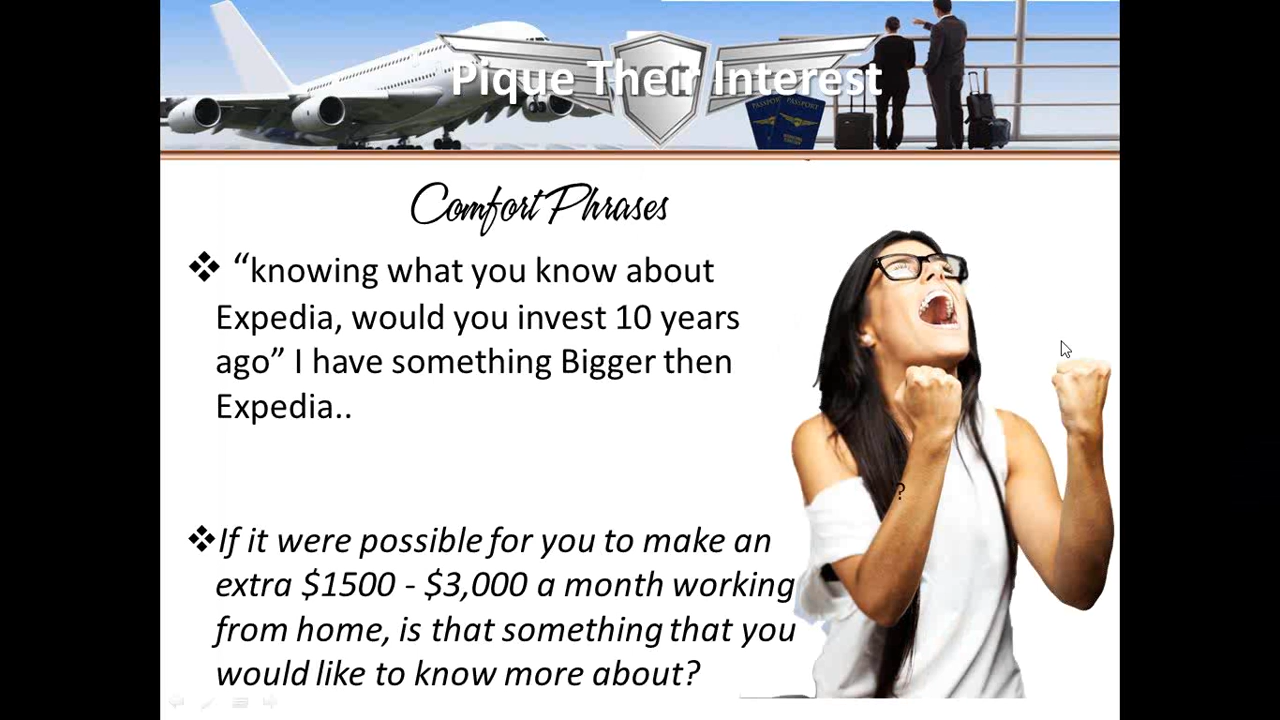 Pique Their Interest
PASSPORT
Comfort Phrases
❖ “knowing what you know about
Expedia, would you invest 10 years
ago” I have something Bigger then
Expedia..
?
❖If it were possible for you to make an
extra $1500 - $3,000 a month working
from home, is that something that you
would like to know more about?